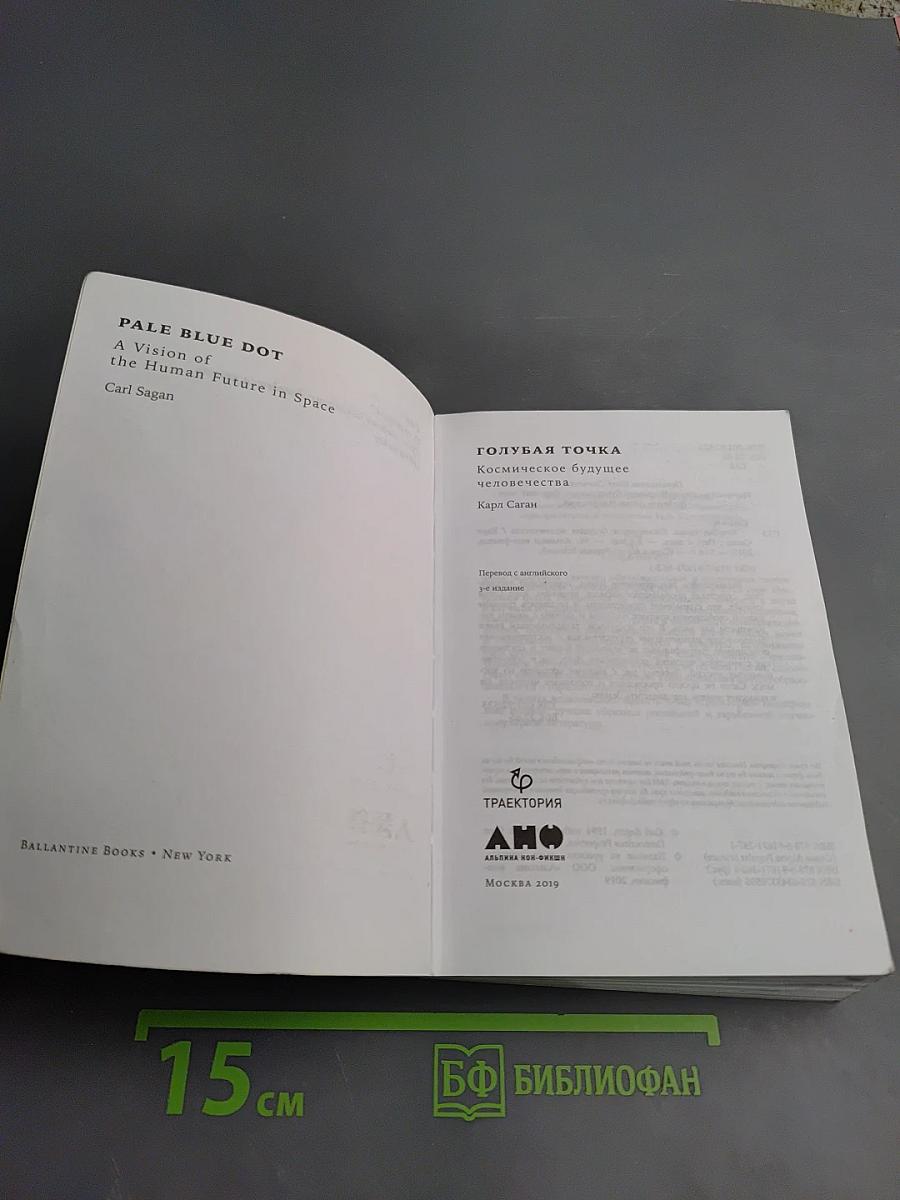 PALE BLUE DOT
A Vision of
the Human Future in Space
Carl Sagan
BALLANTINE BOOKS • NEW YORK
ГОЛУБАЯ ТОЧКА
Космическое будущее
человечества
Карл Саган
Перевод с английского
3-е издание
ТРАЕКТОРИЯ
АНФ
АЛЬПИНА НОН-ФИКШН
МОСКВА 2019
15 см
БФ БИБЛИОФАН